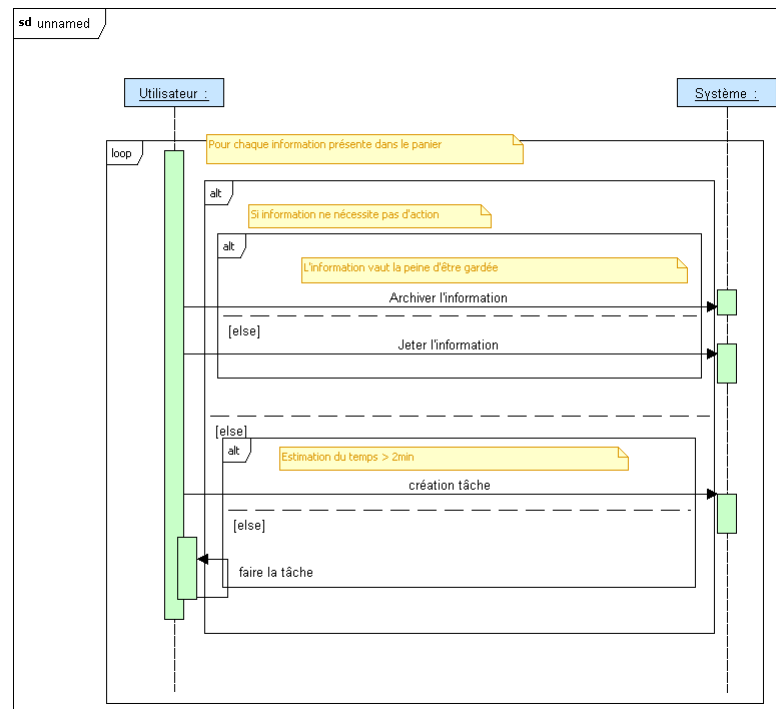 sd unnamed
Utilisateur :
Système :
loop
Pour chaque information présente dans le panier
alt
Si information ne nécessite pas d'action
alt
L'information vaut la peine d'être gardée
Archiver l'information
[else]
Jeter l'information
[else]
alt
Estimation du temps > 2min
création tâche
[else]
faire la tâche